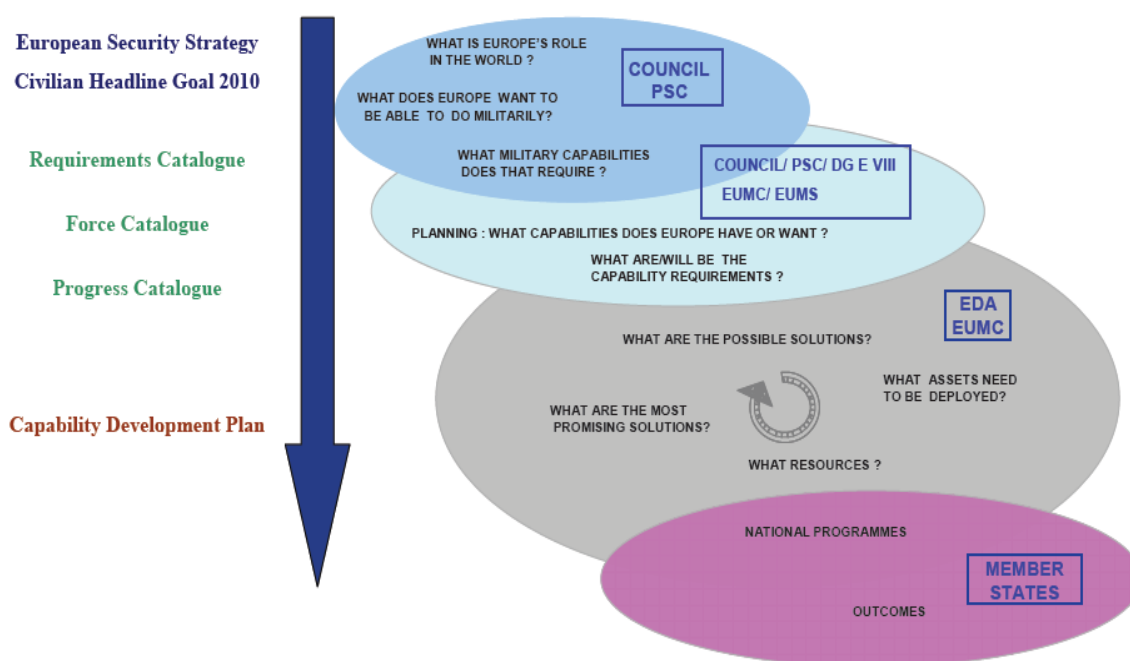 European Security Strategy
Civilian Headline Goal 2010
Requirements Catalogue
Force Catalogue
Progress Catalogue
Capability Development Plan
WHAT IS EUROPE'S ROLE
IN THE WORLD ?
COUNCIL
PSC
WHAT DOES EUROPE WANT TO
BE ABLE TO DO MILITARILY?
WHAT MILITARY CAPABILITIES
DOES THAT REQUIRE ?
COUNCIL/ PSC/ DG E VIII
EUMC/ EUMS
PLANNING : WHAT CAPABILITIES DOES EUROPE HAVE OR WANT ?
WHAT ARE/WILL BE THE
CAPABILITY REQUIREMENTS ?
EDA
EUMC
WHAT ARE THE POSSIBLE SOLUTIONS?
WHAT ASSETS NEED
TO BE DEPLOYED?
WHAT ARE THE MOST
PROMISING SOLUTIONS?
WHAT RESOURCES ?
NATIONAL PROGRAMMES
MEMBER
STATES
OUTCOMES